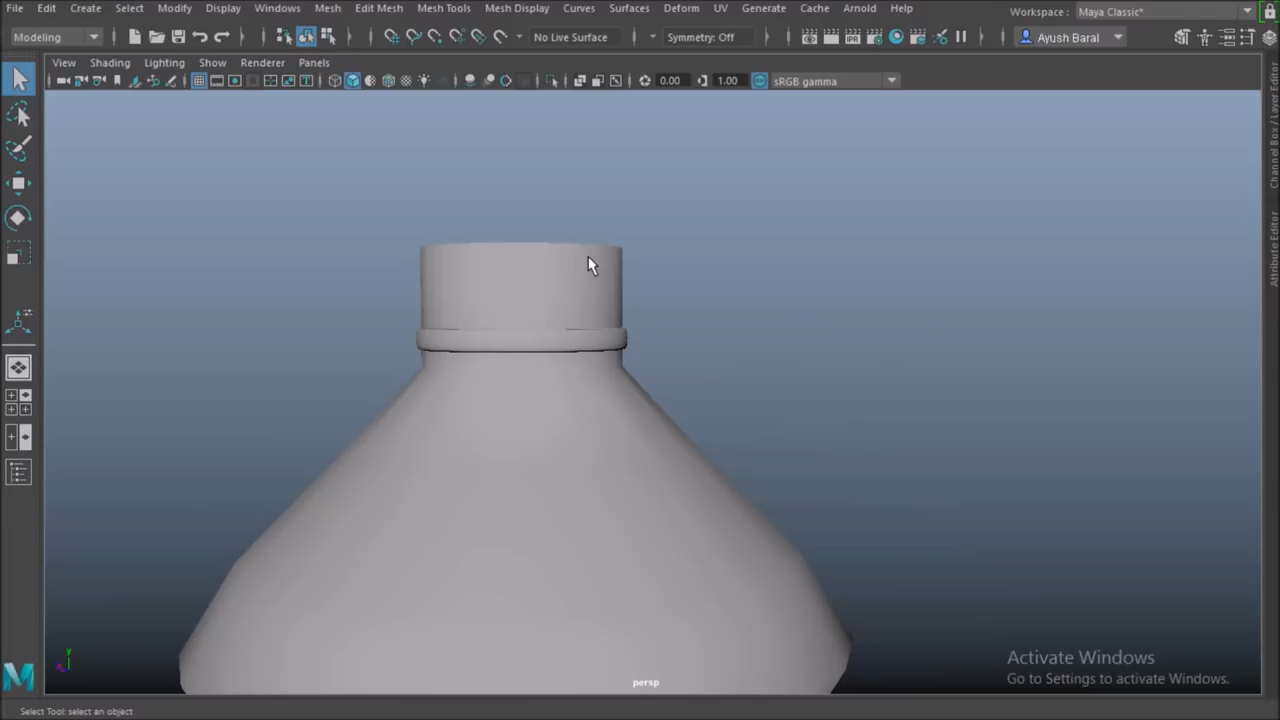 File Edit Create Select Modify Display Windows Mesh Edit Mesh Mesh Tools Mesh Display Curves Surfaces Deform UV Generate Cache Arnold Help
Workspace : Maya Classic*
Modeling No Live Surface Symmetry: Off Ayush Baral
View Shading Lighting Show Renderer Panels
0.00 1.00 sRGB gamma
Channel Box / Layer Editor
Attribute Editor
y
Activate Windows
Go to Settings to activate Windows.
persp
Select Tool: select an object